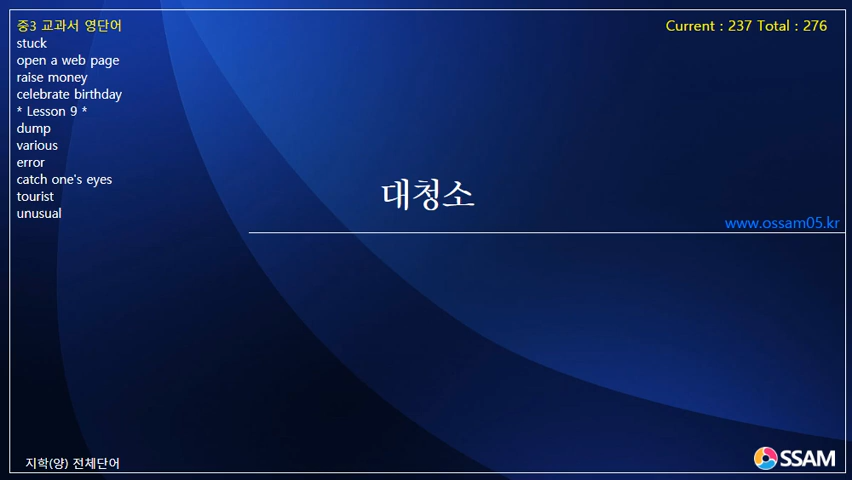 중3 교과서 영단어
Current : 237 Total : 276
stuck
open a web page
raise money
celebrate birthday
* Lesson 9 *
dump
various
error
catch one's eyes
tourist
unusual
대청소
www.ossam05.kr
지학(양) 전체단어
OSSAM